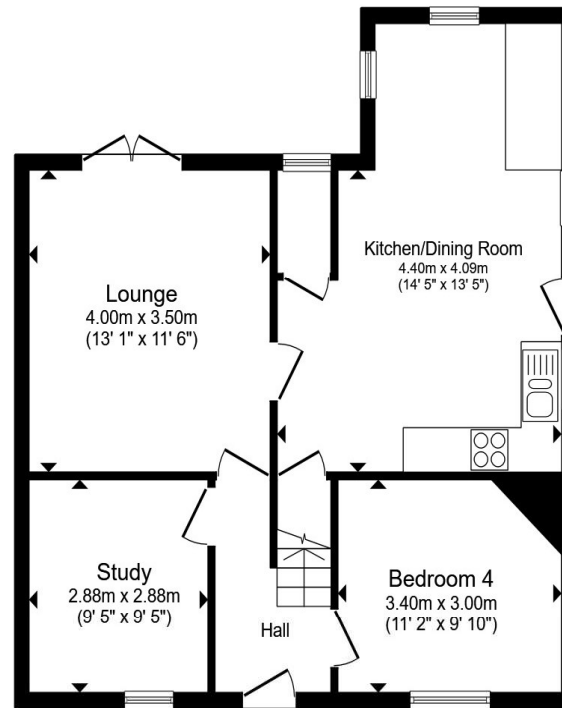 Kitchen/Dining Room
4.40m x 4.09m
(14' 5" x 13' 5")
Lounge
4.00m x 3.50m
(13' 1" x 11' 6")
Study
2.88m x 2.88m
(9' 5" x 9' 5")
Hall
Bedroom 4
3.40m x 3.00m
(11' 2" x 9' 10")